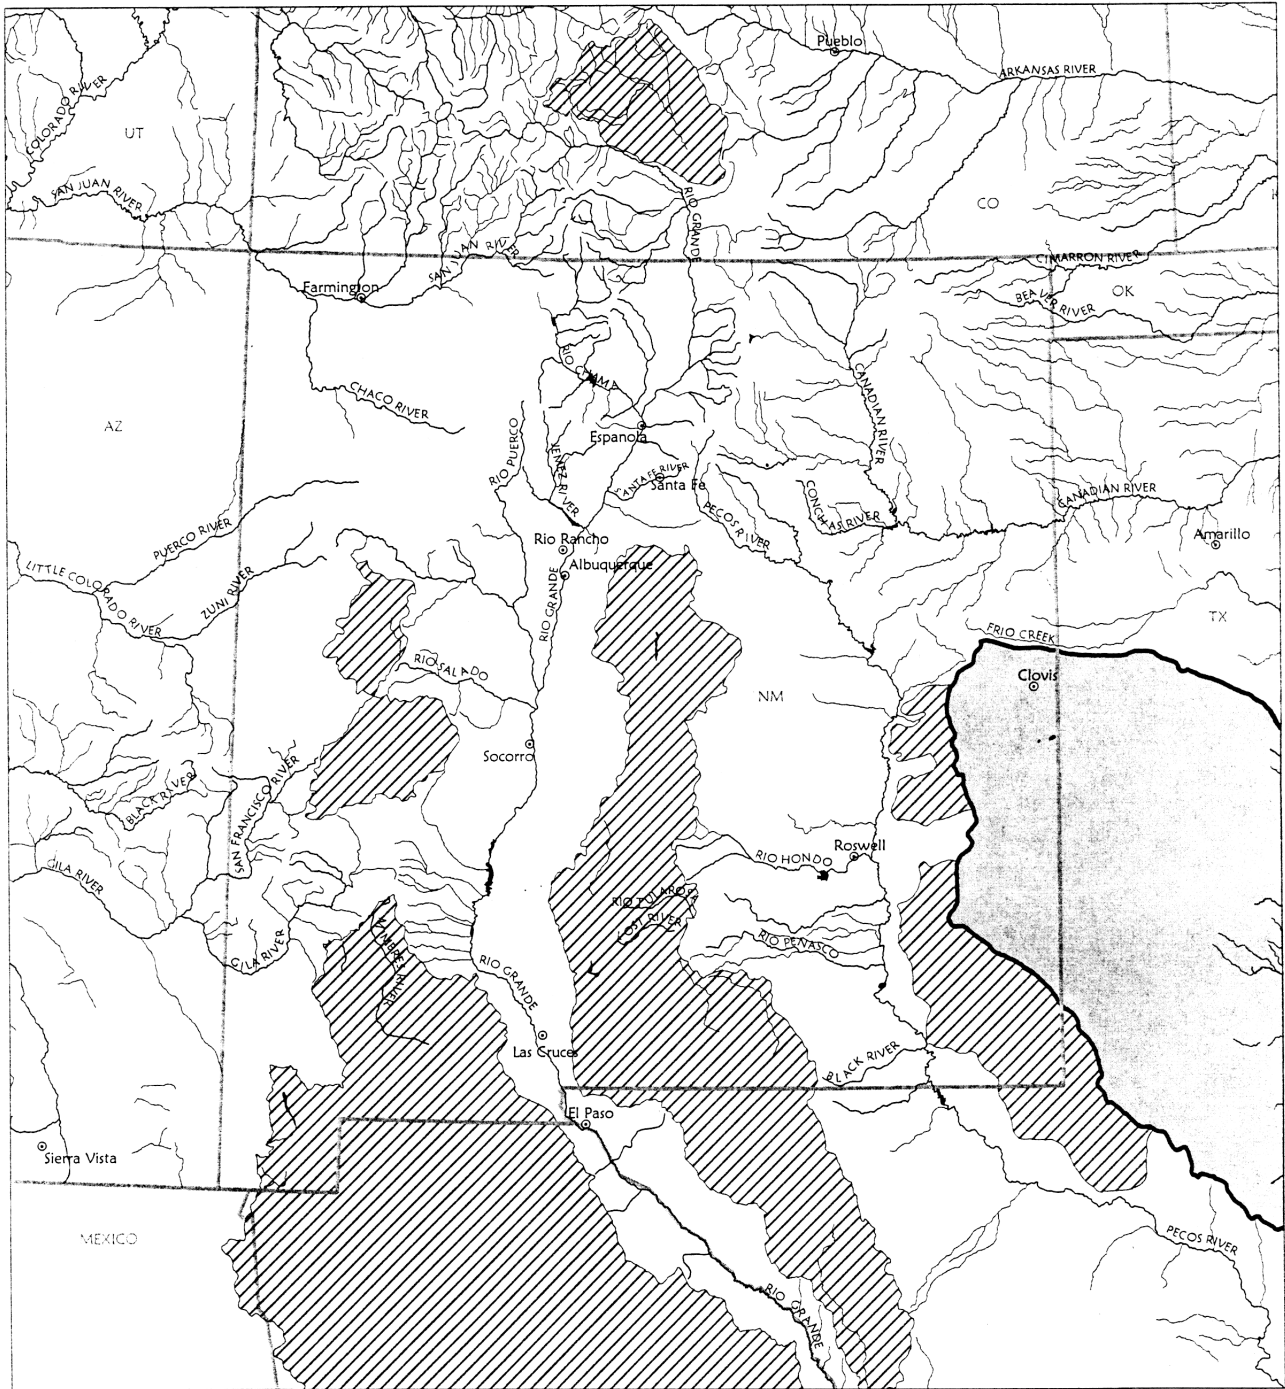 Pueblo
ARKANSAS RIVER
COLORADO RIVER
UT
SAN JUAN RIVER
CO
RIO GRANDE
SAN JUAN RIVER
CIMARRON RIVER
Farmington
BEAVER RIVER
OK
RIO CHAMA
CHACO RIVER
CANADIAN RIVER
AZ
Espanola
RIO PUERCO
JEMEZ RIVER
SANTA FE RIVER
Santa Fe
CONCHAS RIVER
CANADIAN RIVER
PECOS RIVER
PUERCO RIVER
Rio Rancho
Amarillo
Albuquerque
LITTLE COLORADO RIVER
ZUNI RIVER
RIO GRANDE
TX
FRIO CREEK
RIO SALADO
Clovis
NM
Socorro
BLACK RIVER
SAN FRANCISCO RIVER
Roswell
RIO HONDO
GILA RIVER
RIO TULAROSA
LOST RIVER
MIMBRES RIVER
RIO PENASCO
GILA RIVER
RIO GRANDE
Las Cruces
BLACK RIVER
El Paso
Sierra Vista
MEXICO
PECOS RIVER
RIO GRANDE